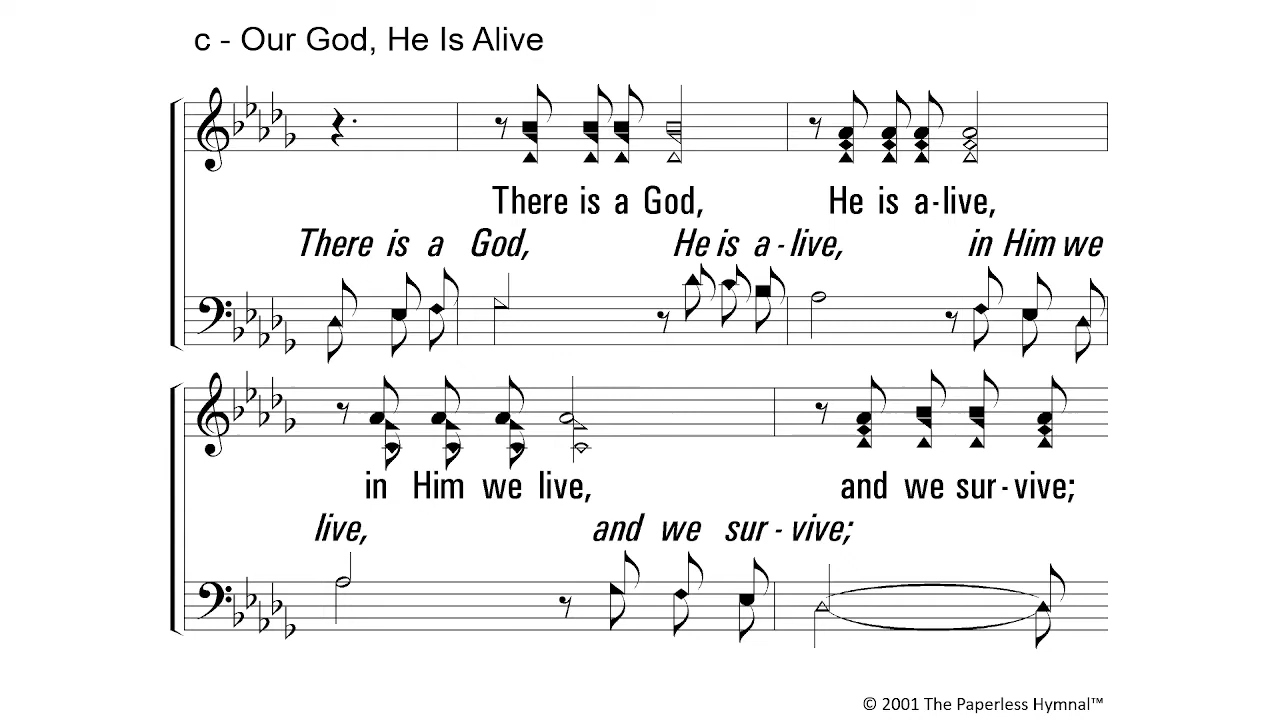 c - Our God, He Is Alive
There is a God, He is a-live,
There is a God, He is a-live, in Him we
in Him we live, and we sur-vive;
live, and we sur-vive;
© 2001 The Paperless Hymnal™